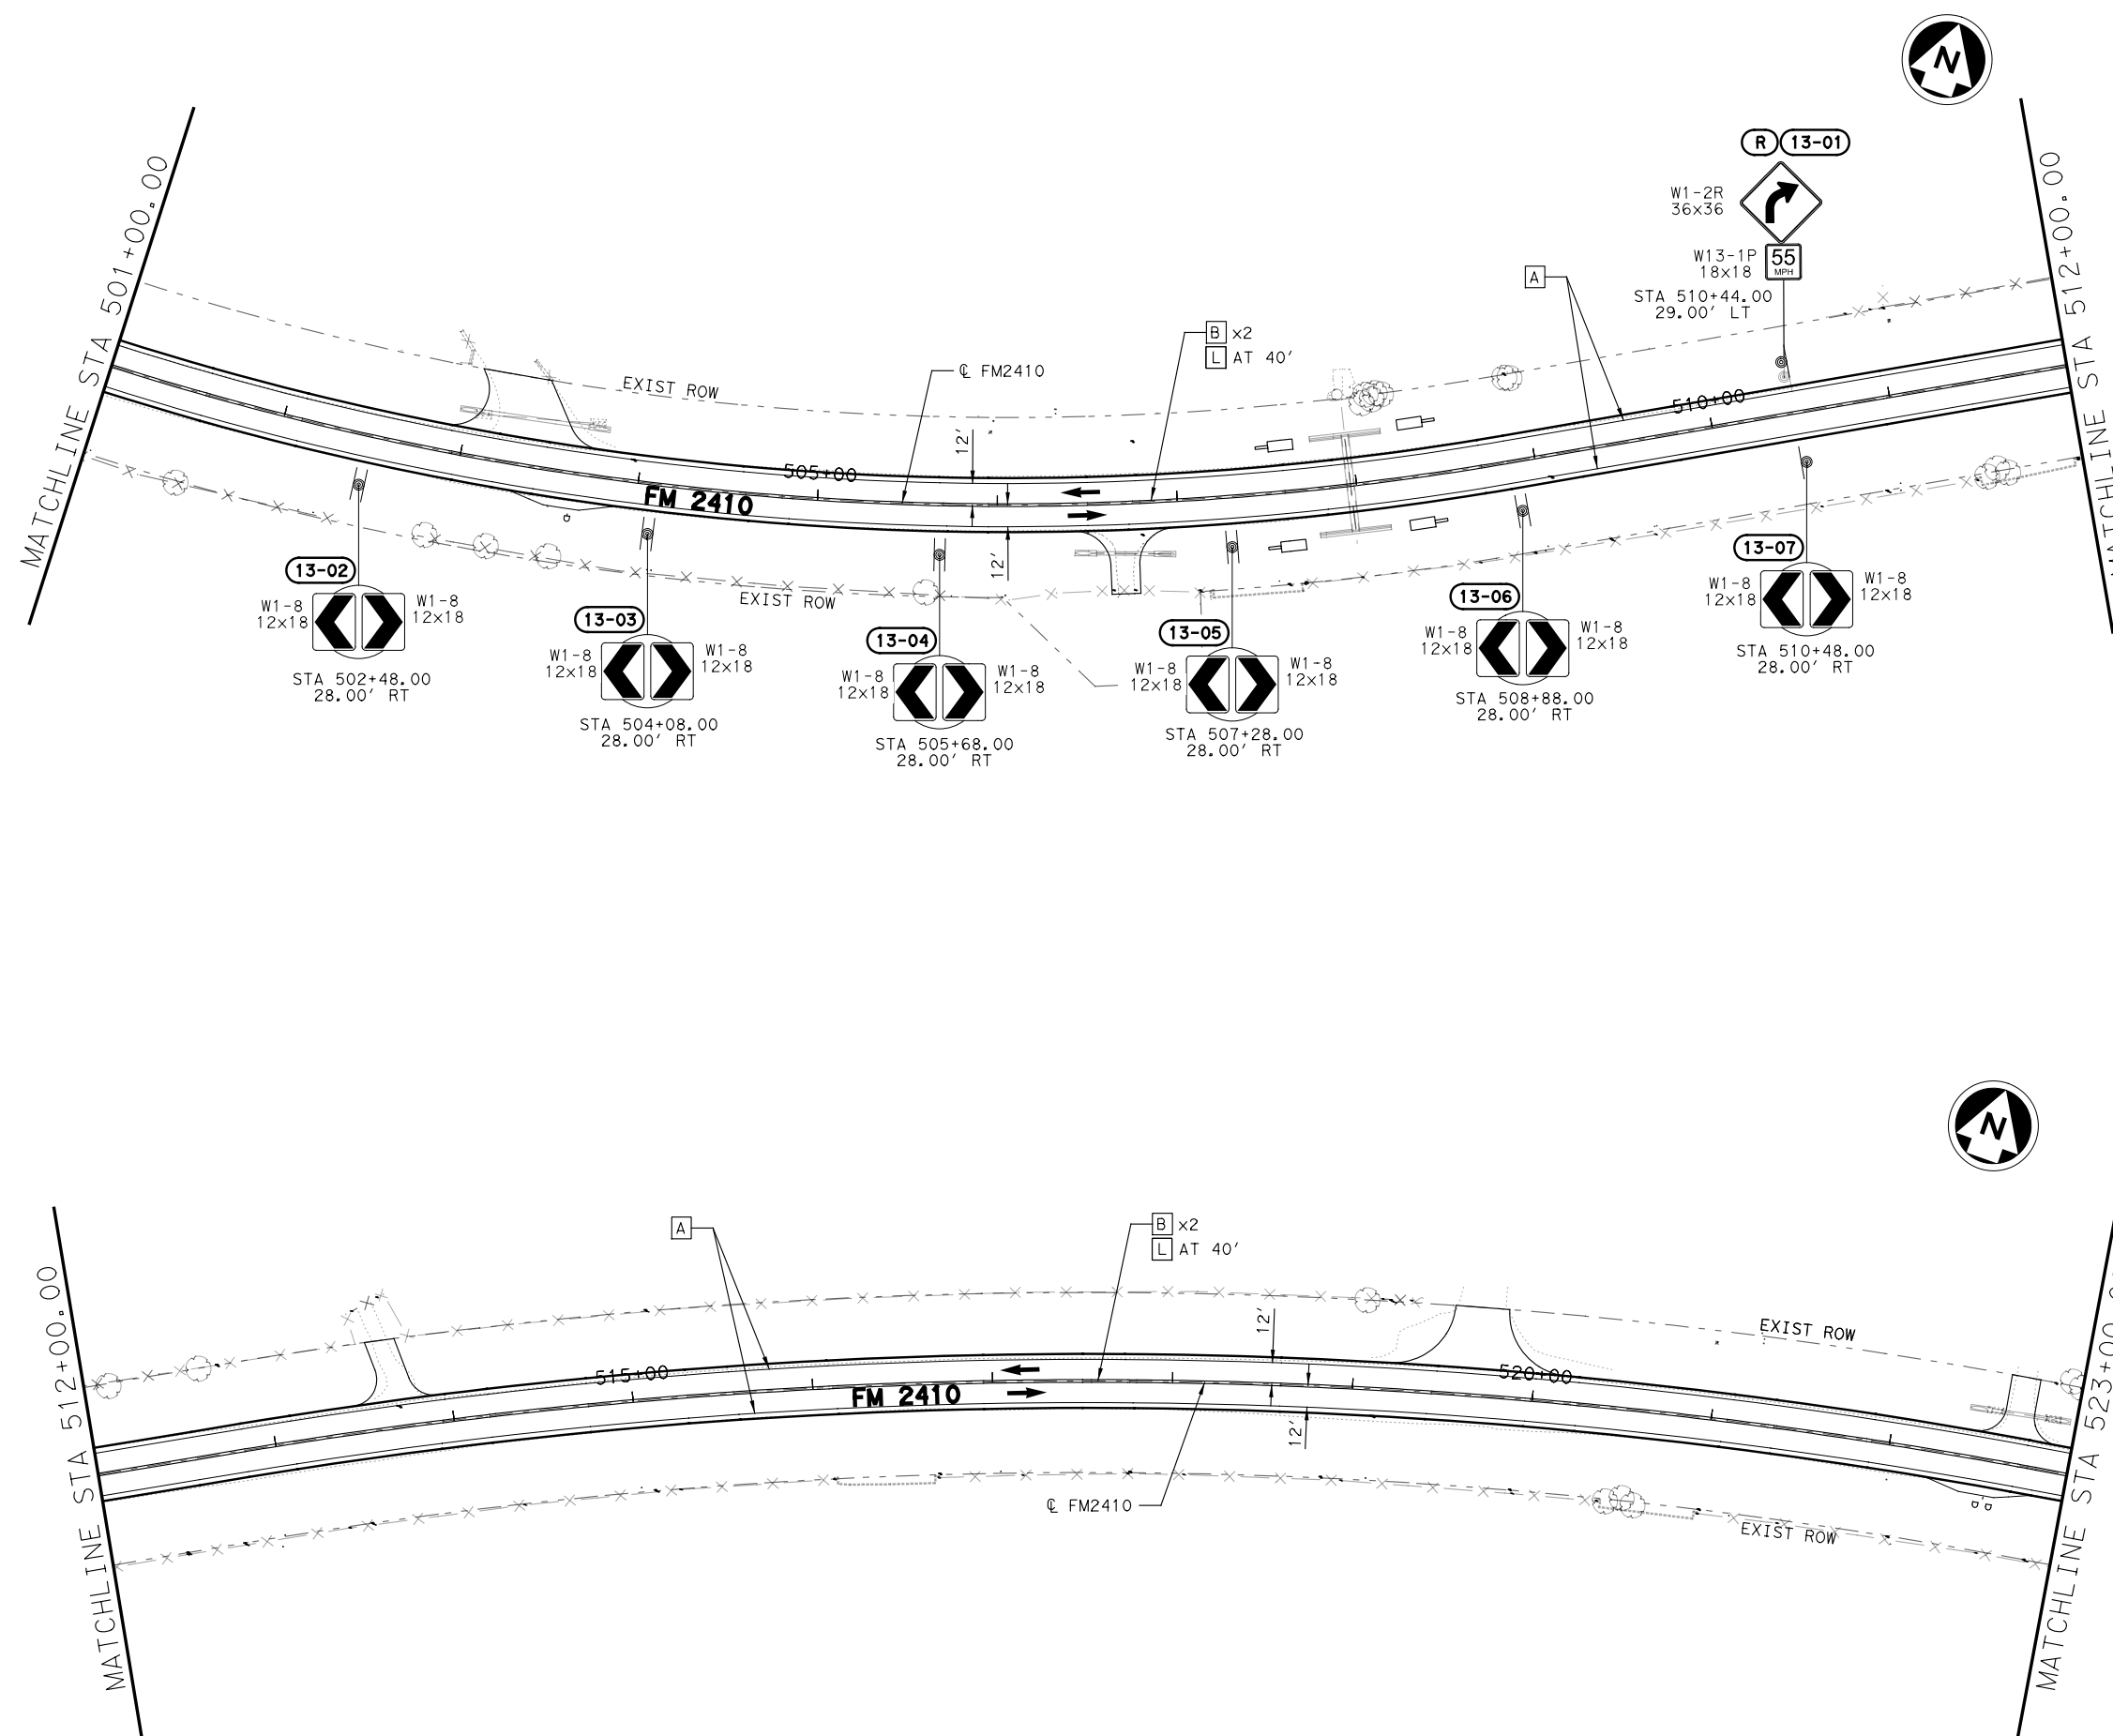 N
MATCHLINE STA 501+00.00
R 13-01
W1-2R
36x36
W13-1P
18x18
55
MPH
STA 510+44.00
29.00' LT
MATCHLINE STA 512+00.00
A
B x2
L AT 40'
℄ FM2410
EXIST ROW
12'
510+00
505+00
FM 2410
12'
EXIST ROW
13-02
W1-8
12x18
W1-8
12x18
STA 502+48.00
28.00' RT
13-03
W1-8
12x18
W1-8
12x18
STA 504+08.00
28.00' RT
13-04
W1-8
12x18
W1-8
12x18
STA 505+68.00
28.00' RT
13-05
W1-8
12x18
W1-8
12x18
STA 507+28.00
28.00' RT
13-06
W1-8
12x18
W1-8
12x18
STA 508+88.00
28.00' RT
13-07
W1-8
12x18
W1-8
12x18
STA 510+48.00
28.00' RT
N
MATCHLINE STA 512+00.00
A
B x2
L AT 40'
12'
EXIST ROW
515+00
520+00
FM 2410
12'
℄ FM2410
EXIST ROW
MATCHLINE STA 523+00